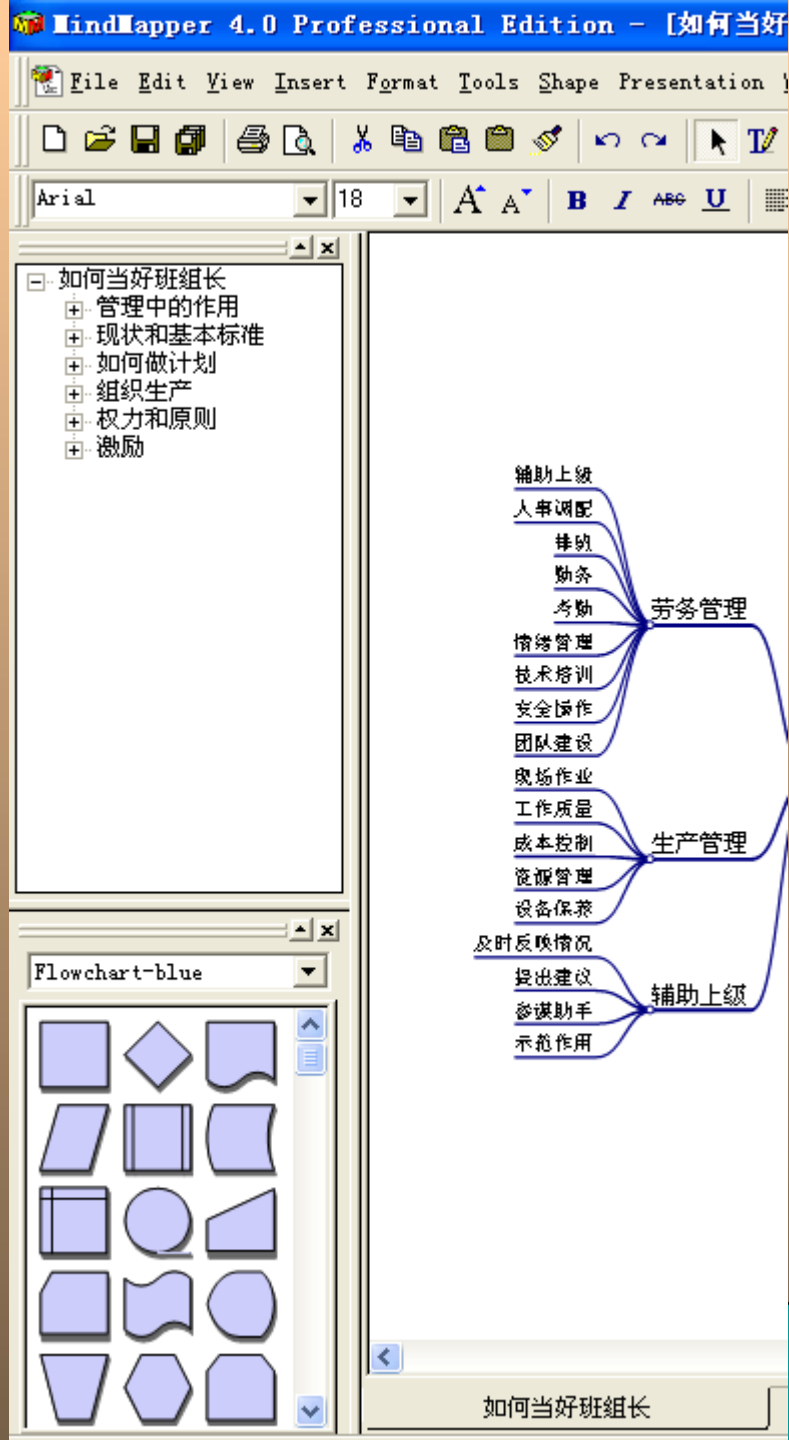 MindMapper 4.0 Professional Edition - [如何当好
File Edit View Insert Format Tools Shape Presentation
Arial 18 A A B I ABC U
如何当好班组长
管理中的作用
现状和基本标准
如何做计划
组织生产
权力和原则
激励
辅助上级
人事调配
排班
勤务
考勤
劳务管理
情绪管理
技术培训
安全操作
团队建设
现场作业
工作质量
成本控制
生产管理
资源管理
设备保养
及时反映情况
提出建议
辅助上级
参谋助手
示范作用
Flowchart-blue
如何当好班组长